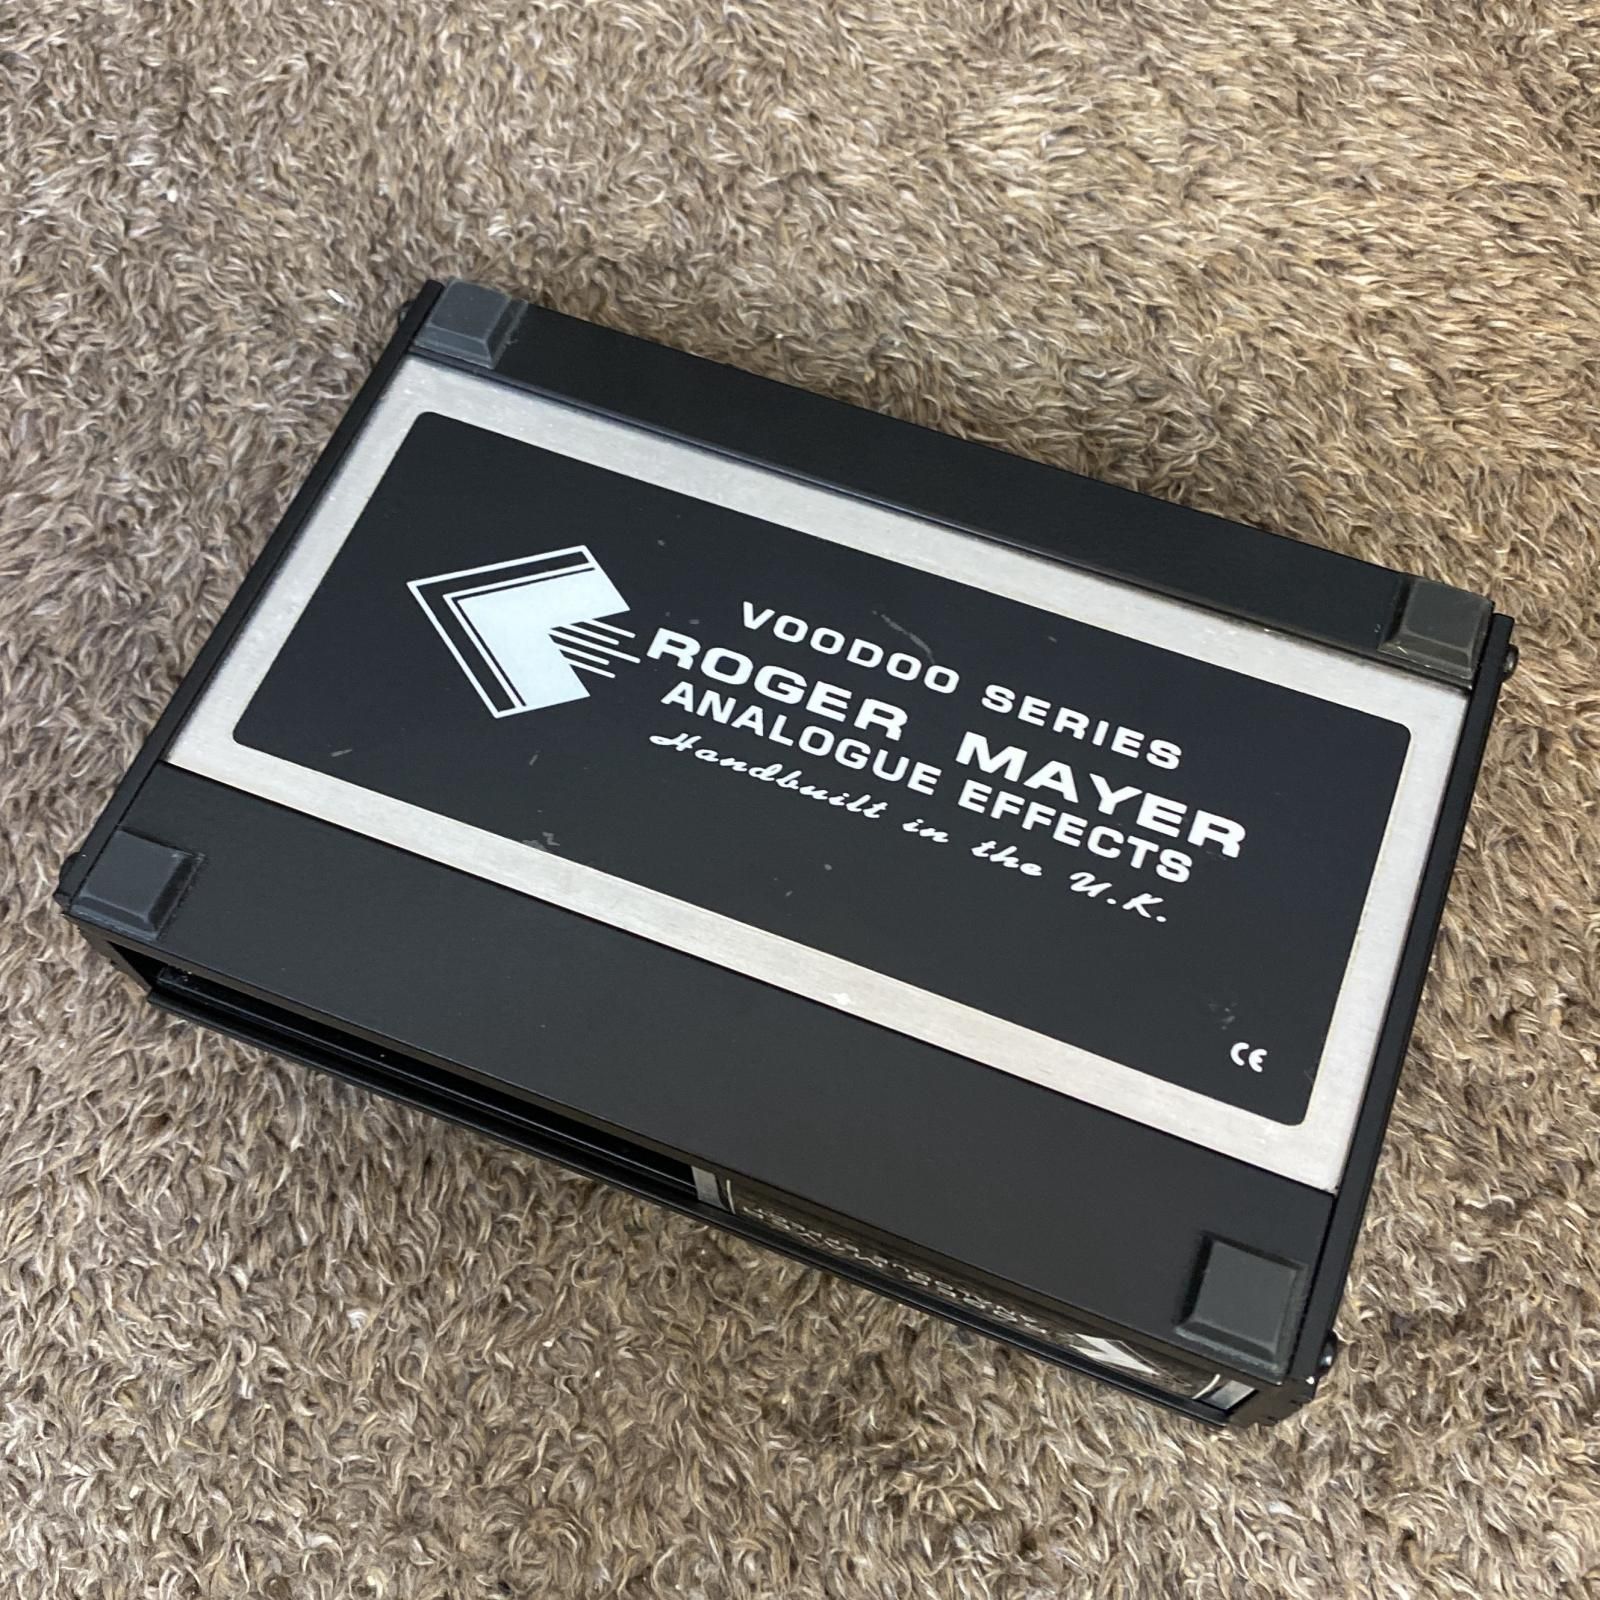 VOODOO SERIES
ROGER MAYER
ANALOGUE EFFECTS
Handbuilt in the U.K.
CE